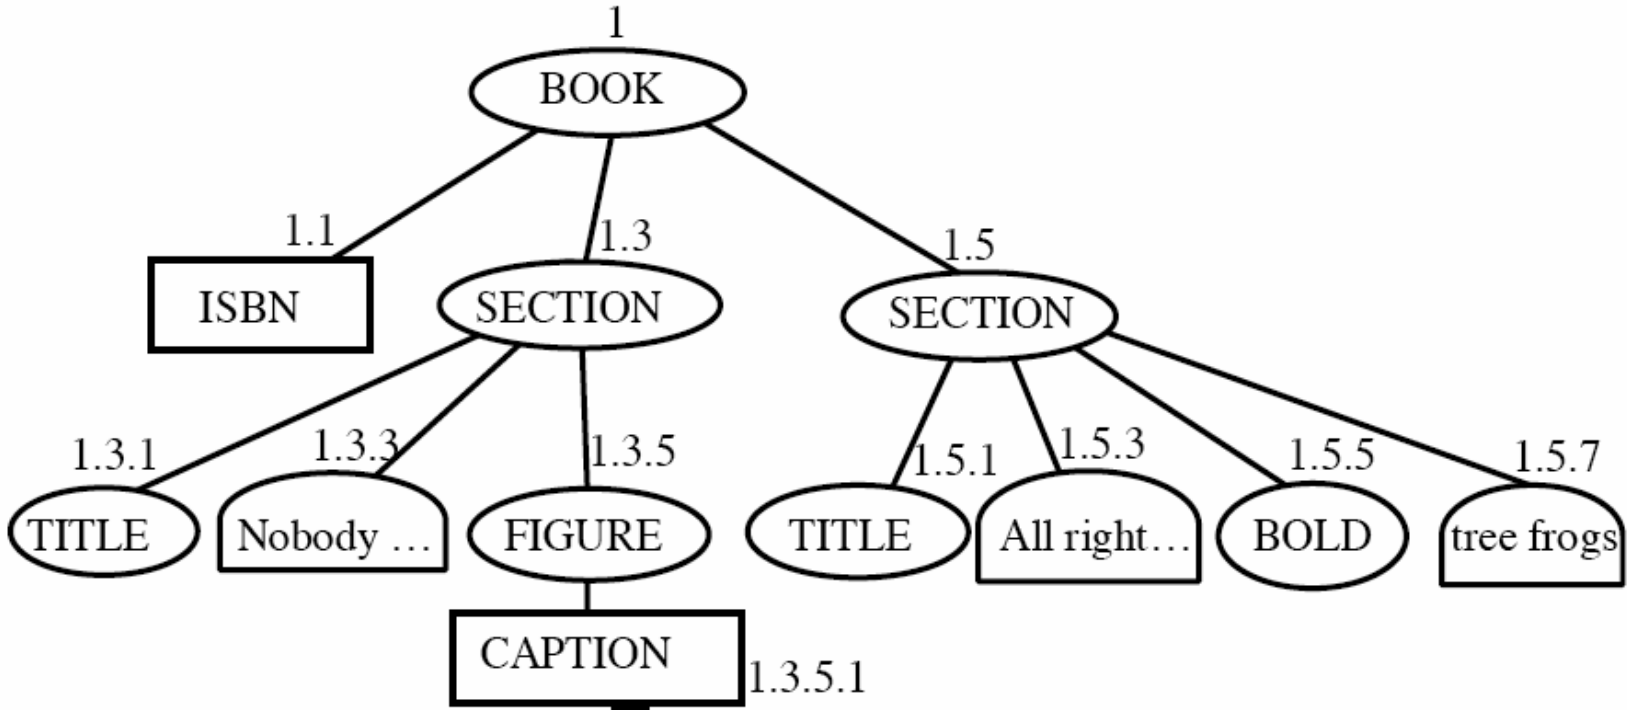 1
BOOK
1.1
1.3
1.5
ISBN
SECTION
SECTION
1.3.1
1.3.3
1.3.5
1.5.1
1.5.3
1.5.5
1.5.7
TITLE
Nobody …
FIGURE
TITLE
All right…
BOLD
tree frogs
CAPTION
1.3.5.1